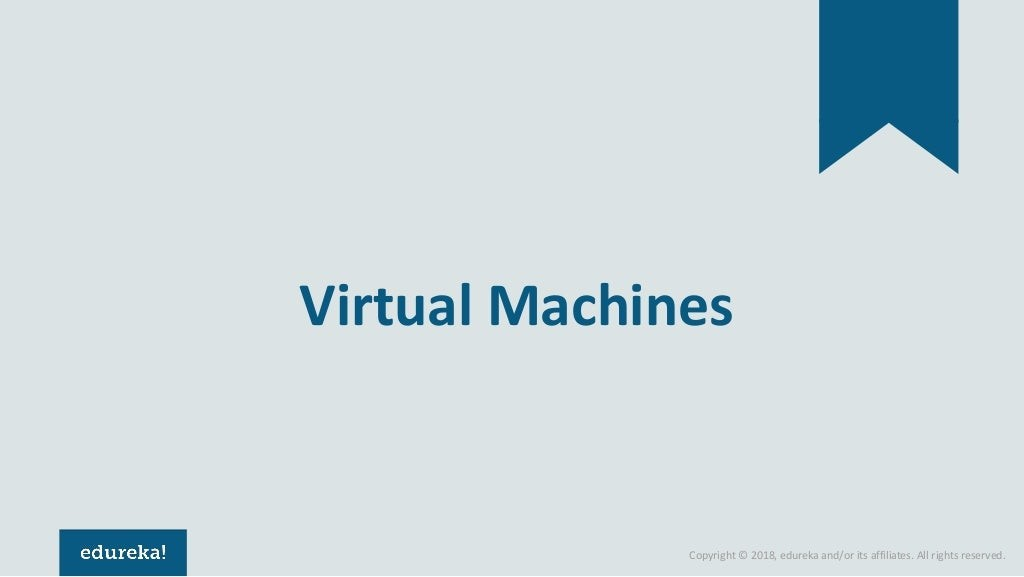 Virtual Machines
edureka!
Copyright © 2018, edureka and/or its affiliates. All rights reserved.